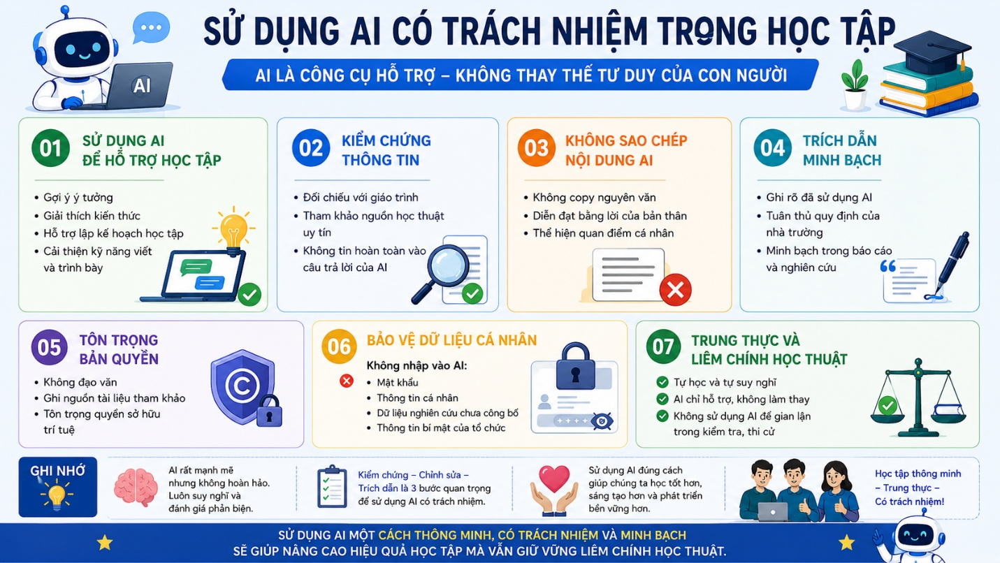 SỬ DỤNG AI CÓ TRÁCH NHIỆM TRONG HỌC TẬP
AI LÀ CÔNG CỤ HỖ TRỢ – KHÔNG THAY THẾ TƯ DUY CỦA CON NGƯỜI
AI
01
SỬ DỤNG AI
ĐỂ HỖ TRỢ HỌC TẬP
• Gợi ý ý tưởng
• Giải thích kiến thức
• Hỗ trợ lập kế hoạch học tập
• Cải thiện kỹ năng viết
và trình bày
02
KIỂM CHỨNG
THÔNG TIN
• Đối chiếu với giáo trình
• Tham khảo nguồn học thuật
uy tín
• Không tin hoàn toàn vào
câu trả lời của AI
03
KHÔNG SAO CHÉP
NỘI DUNG AI
• Không copy nguyên văn
• Diễn đạt bằng lời của bản thân
• Thể hiện quan điểm cá nhân
04
TRÍCH DẪN
MINH BẠCH
• Ghi rõ đã sử dụng AI
• Tuân thủ quy định của
nhà trường
• Minh bạch trong báo cáo
và nghiên cứu
05
TÔN TRỌNG
BẢN QUYỀN
• Không đạo văn
• Ghi nguồn tài liệu tham khảo
• Tôn trọng quyền sở hữu
trí tuệ
©
06
BẢO VỆ DỮ LIỆU CÁ NHÂN
Không nhập vào AI:
• Mật khẩu
• Thông tin cá nhân
• Dữ liệu nghiên cứu chưa công bố
• Thông tin bí mật của tổ chức
07
TRUNG THỰC VÀ
LIÊM CHÍNH HỌC THUẬT
Tự học và tự suy nghĩ
AI chỉ hỗ trợ, không làm thay
Không sử dụng AI để gian lận
trong kiểm tra, thi cử
GHI NHỚ
AI rất mạnh mẽ
nhưng không hoàn hảo.
Luôn suy nghĩ và
đánh giá phản biện.
Kiểm chứng – Chỉnh sửa –
Trích dẫn là 3 bước quan trọng
để sử dụng AI có trách nhiệm.
Sử dụng AI đúng cách
giúp chúng ta học tốt hơn,
sáng tạo hơn và phát triển
bền vững hơn.
Học tập thông minh
– Trung thực –
Có trách nhiệm!
SỬ DỤNG AI MỘT CÁCH THÔNG MINH, CÓ TRÁCH NHIỆM VÀ MINH BẠCH
SẼ GIÚP NÂNG CAO HIỆU QUẢ HỌC TẬP MÀ VẪN GIỮ VỮNG LIÊM CHÍNH HỌC THUẬT.